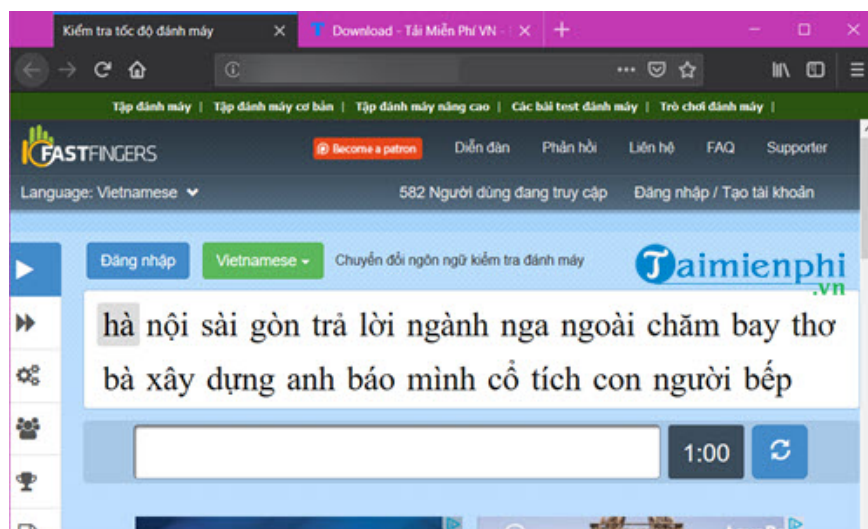 Kiểm tra tốc độ đánh máy
Download - Tải Miễn Phí VN -
Tập đánh máy | Tập đánh máy cơ bản | Tập đánh máy nâng cao | Các bài test đánh máy | Trò chơi đánh máy |
FASTFINGERS
Become a patron
Diễn đàn Phản hồi Liên hệ FAQ Supporter
Language: Vietnamese
582 Người dùng đang truy cập Đăng nhập / Tạo tài khoản
Đăng nhập
Vietnamese
Chuyển đổi ngôn ngữ kiểm tra đánh máy
Taimienphi
.vn
hà nội sài gòn trả lời ngành nga ngoài chăm bay thơ
bà xây dựng anh báo mình cổ tích con người bếp
1:00